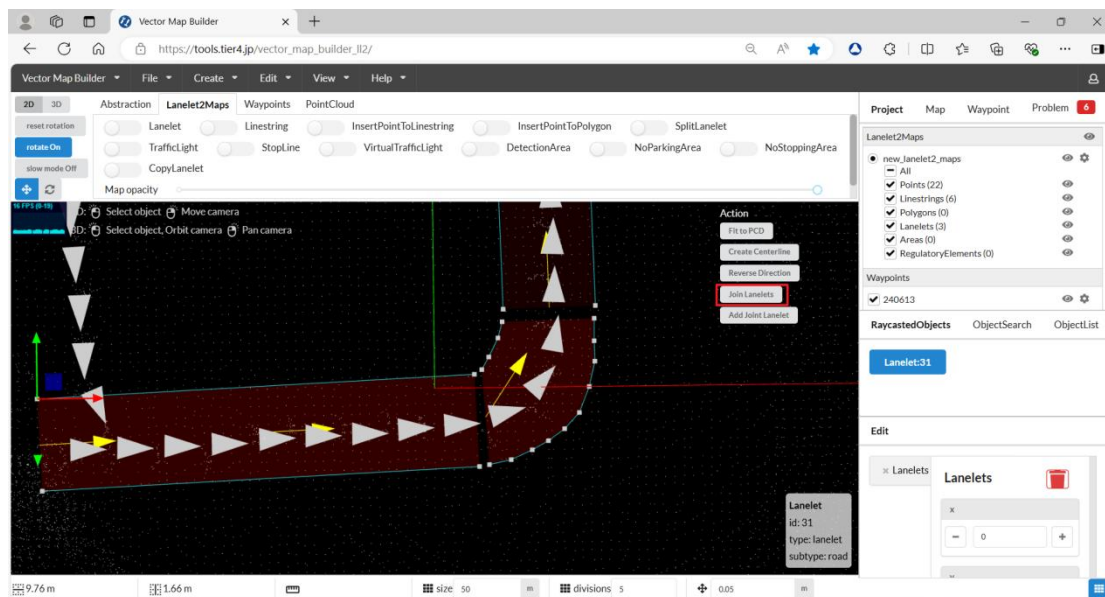 Vector Map Builder
https://tools.tier4.jp/vector_map_builder_ll2/
Vector Map Builder File Create Edit View Help
2D 3D
reset rotation
rotate On
slow mode Off
Abstraction Lanelet2Maps Waypoints PointCloud
Lanelet Linestring InsertPointToLinestring InsertPointToPolygon SplitLanelet
TrafficLight StopLine VirtualTrafficLight DetectionArea NoParkingArea NoStoppingArea
CopyLanelet
Map opacity
16 FPS (0-19)
D: Select object Move camera
3D: Select object, Orbit camera Pan camera
Action
Fit to PCD
Create Centerline
Reverse Direction
Join Lanelets
Add Joint Lanelet
Lanelet
id: 31
type: lanelet
subtype: road
Project Map Waypoint Problem 6
Lanelet2Maps
new_lanelet2_maps
All
Points (22)
Linestrings (6)
Polygons (0)
Lanelets (3)
Areas (0)
RegulatoryElements (0)
Waypoints
240613
RaycastedObjects ObjectSearch ObjectList
Lanelet:31
Edit
× Lanelets
Lanelets
x
0
9.76 m 1.66 m size 50 m divisions 5 0.05 m